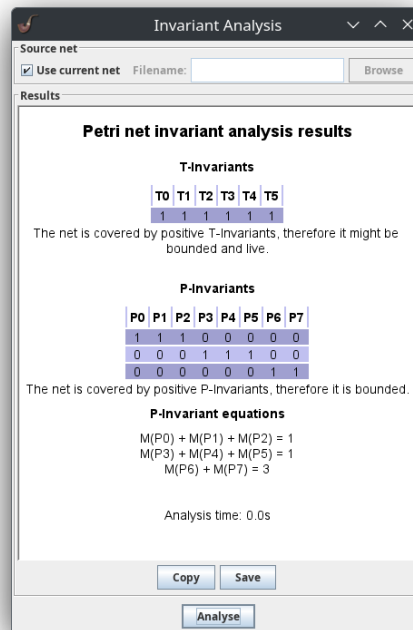 Invariant Analysis
Source net
Use current net Filename: Browse
Results
Petri net invariant analysis results
T-Invariants
T0 T1 T2 T3 T4 T5
1 1 1 1 1 1
The net is covered by positive T-Invariants, therefore it might be
bounded and live.
P-Invariants
P0 P1 P2 P3 P4 P5 P6 P7
1 1 1 0 0 0 0 0
0 0 0 1 1 1 0 0
0 0 0 0 0 0 1 1
The net is covered by positive P-Invariants, therefore it is bounded.
P-Invariant equations
M(P0) + M(P1) + M(P2) = 1
M(P3) + M(P4) + M(P5) = 1
M(P6) + M(P7) = 3
Analysis time: 0.0s
Copy Save
Analyse